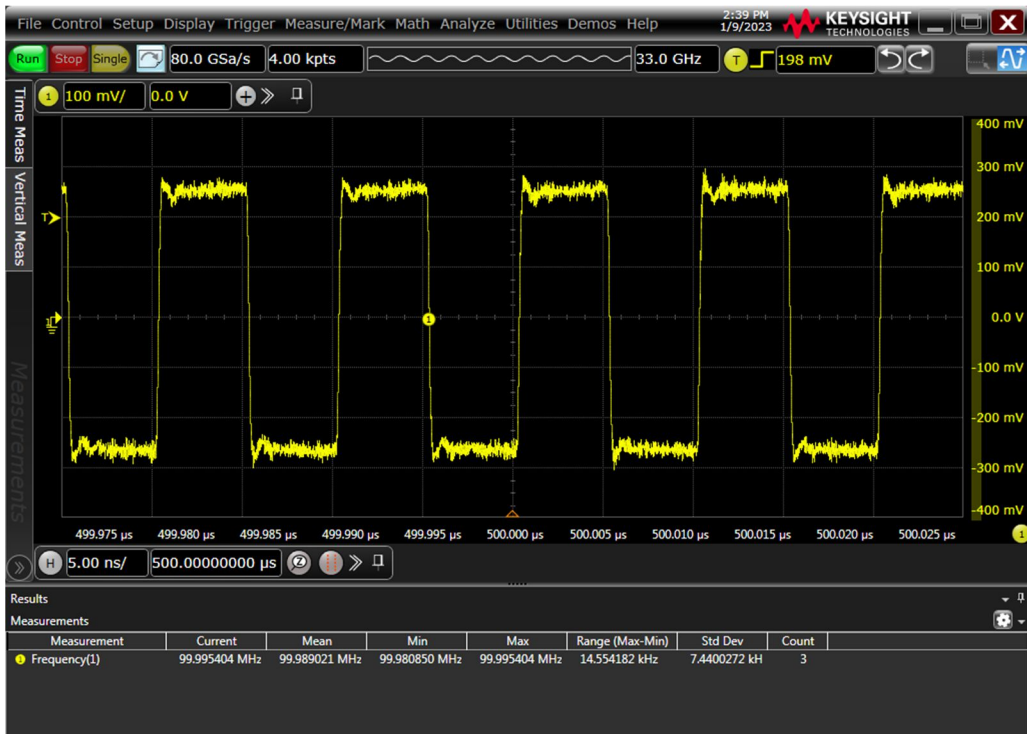 File Control Setup Display Trigger Measure/Mark Math Analyze Utilities Demos Help
2:39 PM
1/9/2023
KEYSIGHT
TECHNOLOGIES
Run Stop Single 80.0 GSa/s 4.00 kpts 33.0 GHz T 198 mV
1 100 mV/ 0.0 V
Time Meas
Vertical Meas
Measurements
400 mV
300 mV
T
200 mV
100 mV
1
1
0.0 V
-100 mV
-200 mV
-300 mV
-400 mV
499.975 µs 499.980 µs 499.985 µs 499.990 µs 499.995 µs 500.000 µs 500.005 µs 500.010 µs 500.015 µs 500.020 µs 500.025 µs 1
H 5.00 ns/ 500.00000000 µs
Results
Measurements
Measurement Current Mean Min Max Range (Max-Min) Std Dev Count
1 Frequency(1) 99.995404 MHz 99.989021 MHz 99.980850 MHz 99.995404 MHz 14.554182 kHz 7.4400272 kH 3